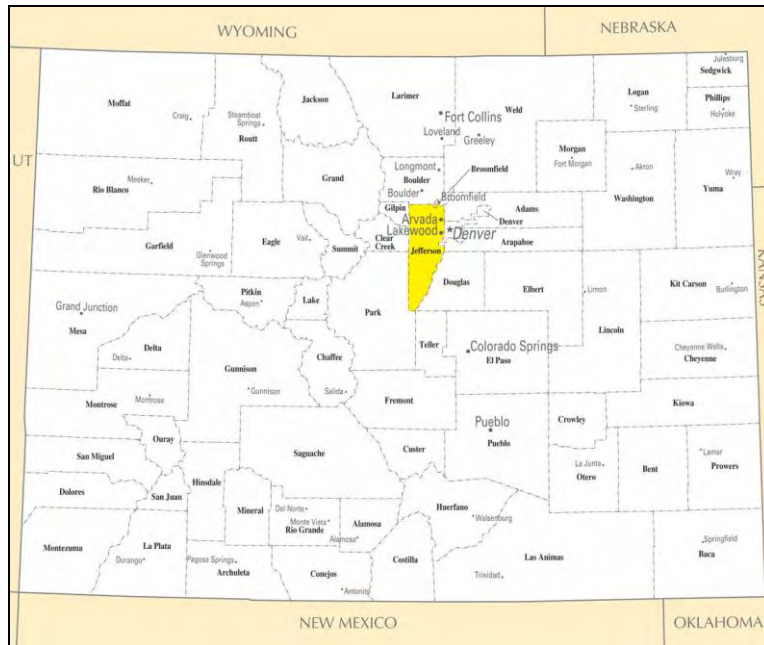 WYOMING
NEBRASKA
UT
KANSAS
NEW MEXICO
OKLAHOMA
Moffat
Craig
Steamboat
Springs
Routt
Jackson
Larimer
Fort Collins
Loveland
Weld
Greeley
Logan
Sterling
Julesburg
Sedgwick
Phillips
Holyoke
Rio Blanco
Meeker
Grand
Longmont
Boulder
Boulder
Broomfield
Broomfield
Morgan
Fort Morgan
Akron
Washington
Wray
Yuma
Garfield
Glenwood
Springs
Eagle
Vail
Summit
Gilpin
Clear
Creek
Arvada
Lakewood
Jefferson
Denver
Adams
Denver
Arapahoe
Mesa
Grand Junction
Pitkin
Aspen
Lake
Park
Douglas
Elbert
Limon
Lincoln
Kit Carson
Burlington
Delta
Delta
Gunnison
Gunnison
Chaffee
Salida
Teller
Colorado Springs
El Paso
Cheyenne Wells
Cheyenne
Montrose
Montrose
Fremont
Kiowa
Ouray
Saguache
Custer
Pueblo
Pueblo
Crowley
La Junta
Otero
Bent
Lamar
Prowers
San Miguel
Dolores
San Juan
Hinsdale
Mineral
Del Norte
Monte Vista
Rio Grande
Alamosa
Alamosa
Huerfano
Walsenburg
Montezuma
La Plata
Durango
Pagosa Springs
Archuleta
Conejos
Antonito
Costilla
Las Animas
Trinidad
Springfield
Baca